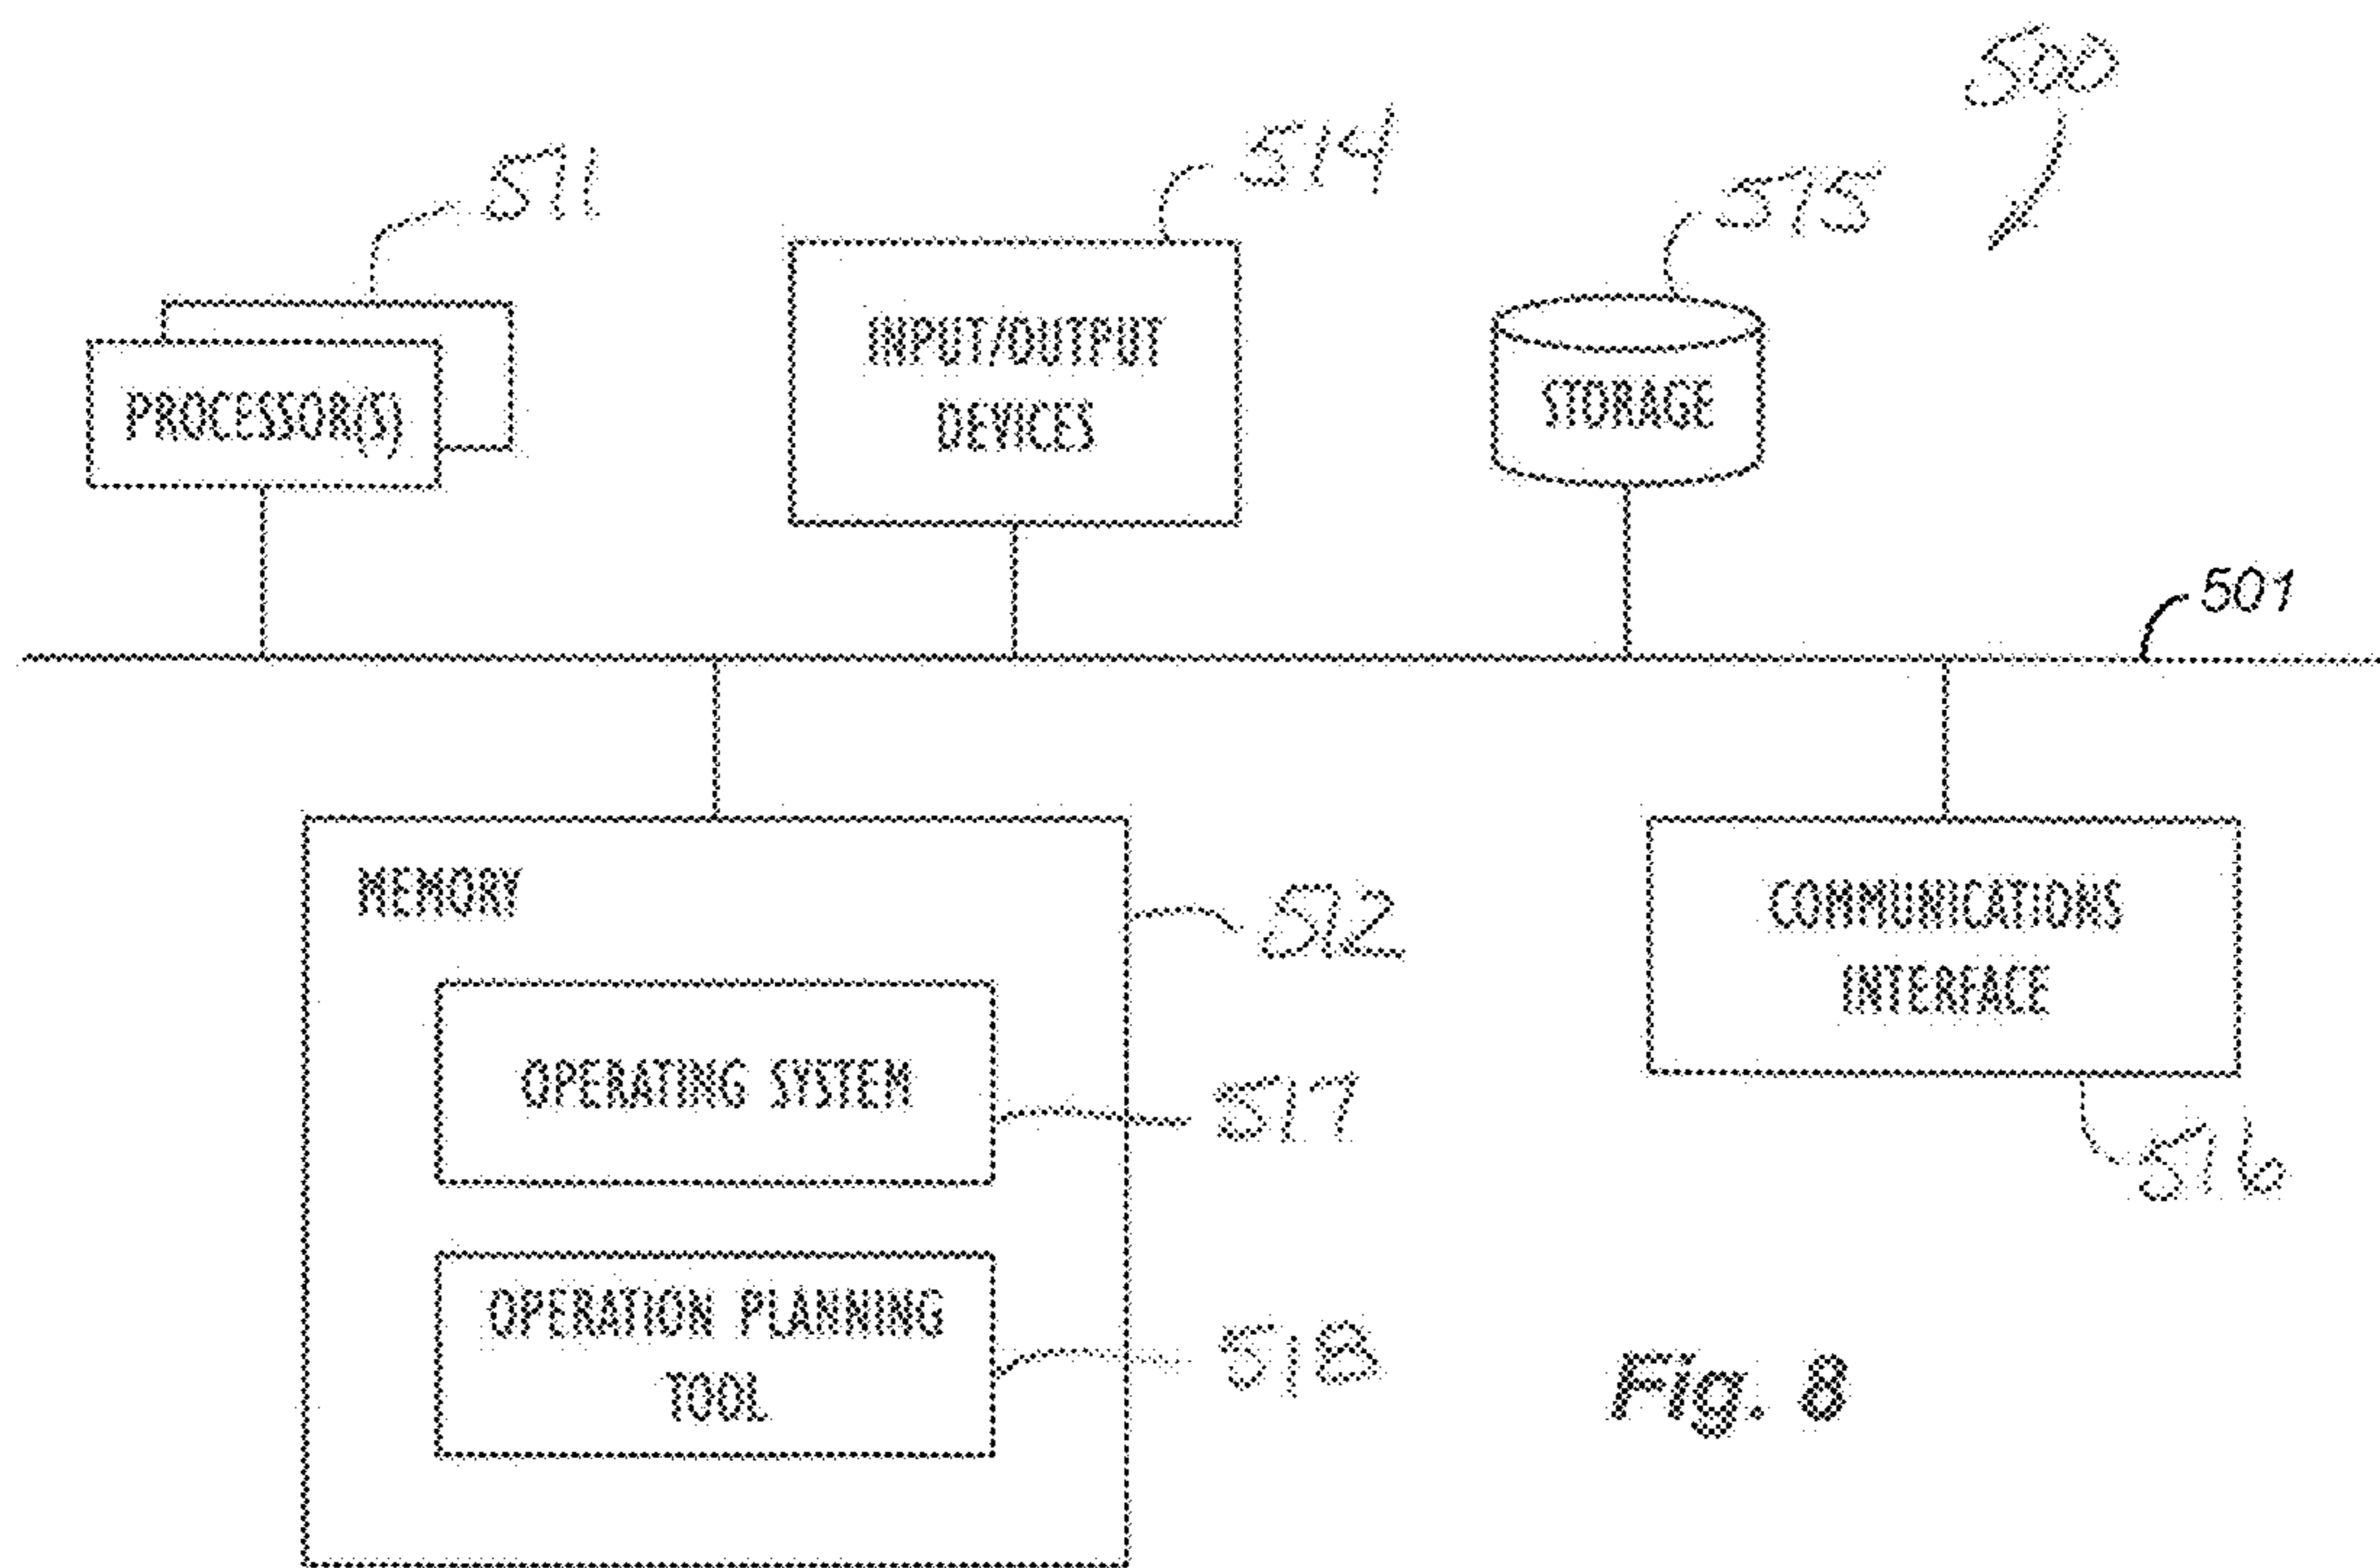 500
511
514
515
PROCESSOR(S)
INPUT/OUTPUT
DEVICES
STORAGE
501
MEMORY
512
COMMUNICATIONS
INTERFACE
OPERATING SYSTEM
517
516
OPERATION PLANNING
TOOL
518
Fig. 8